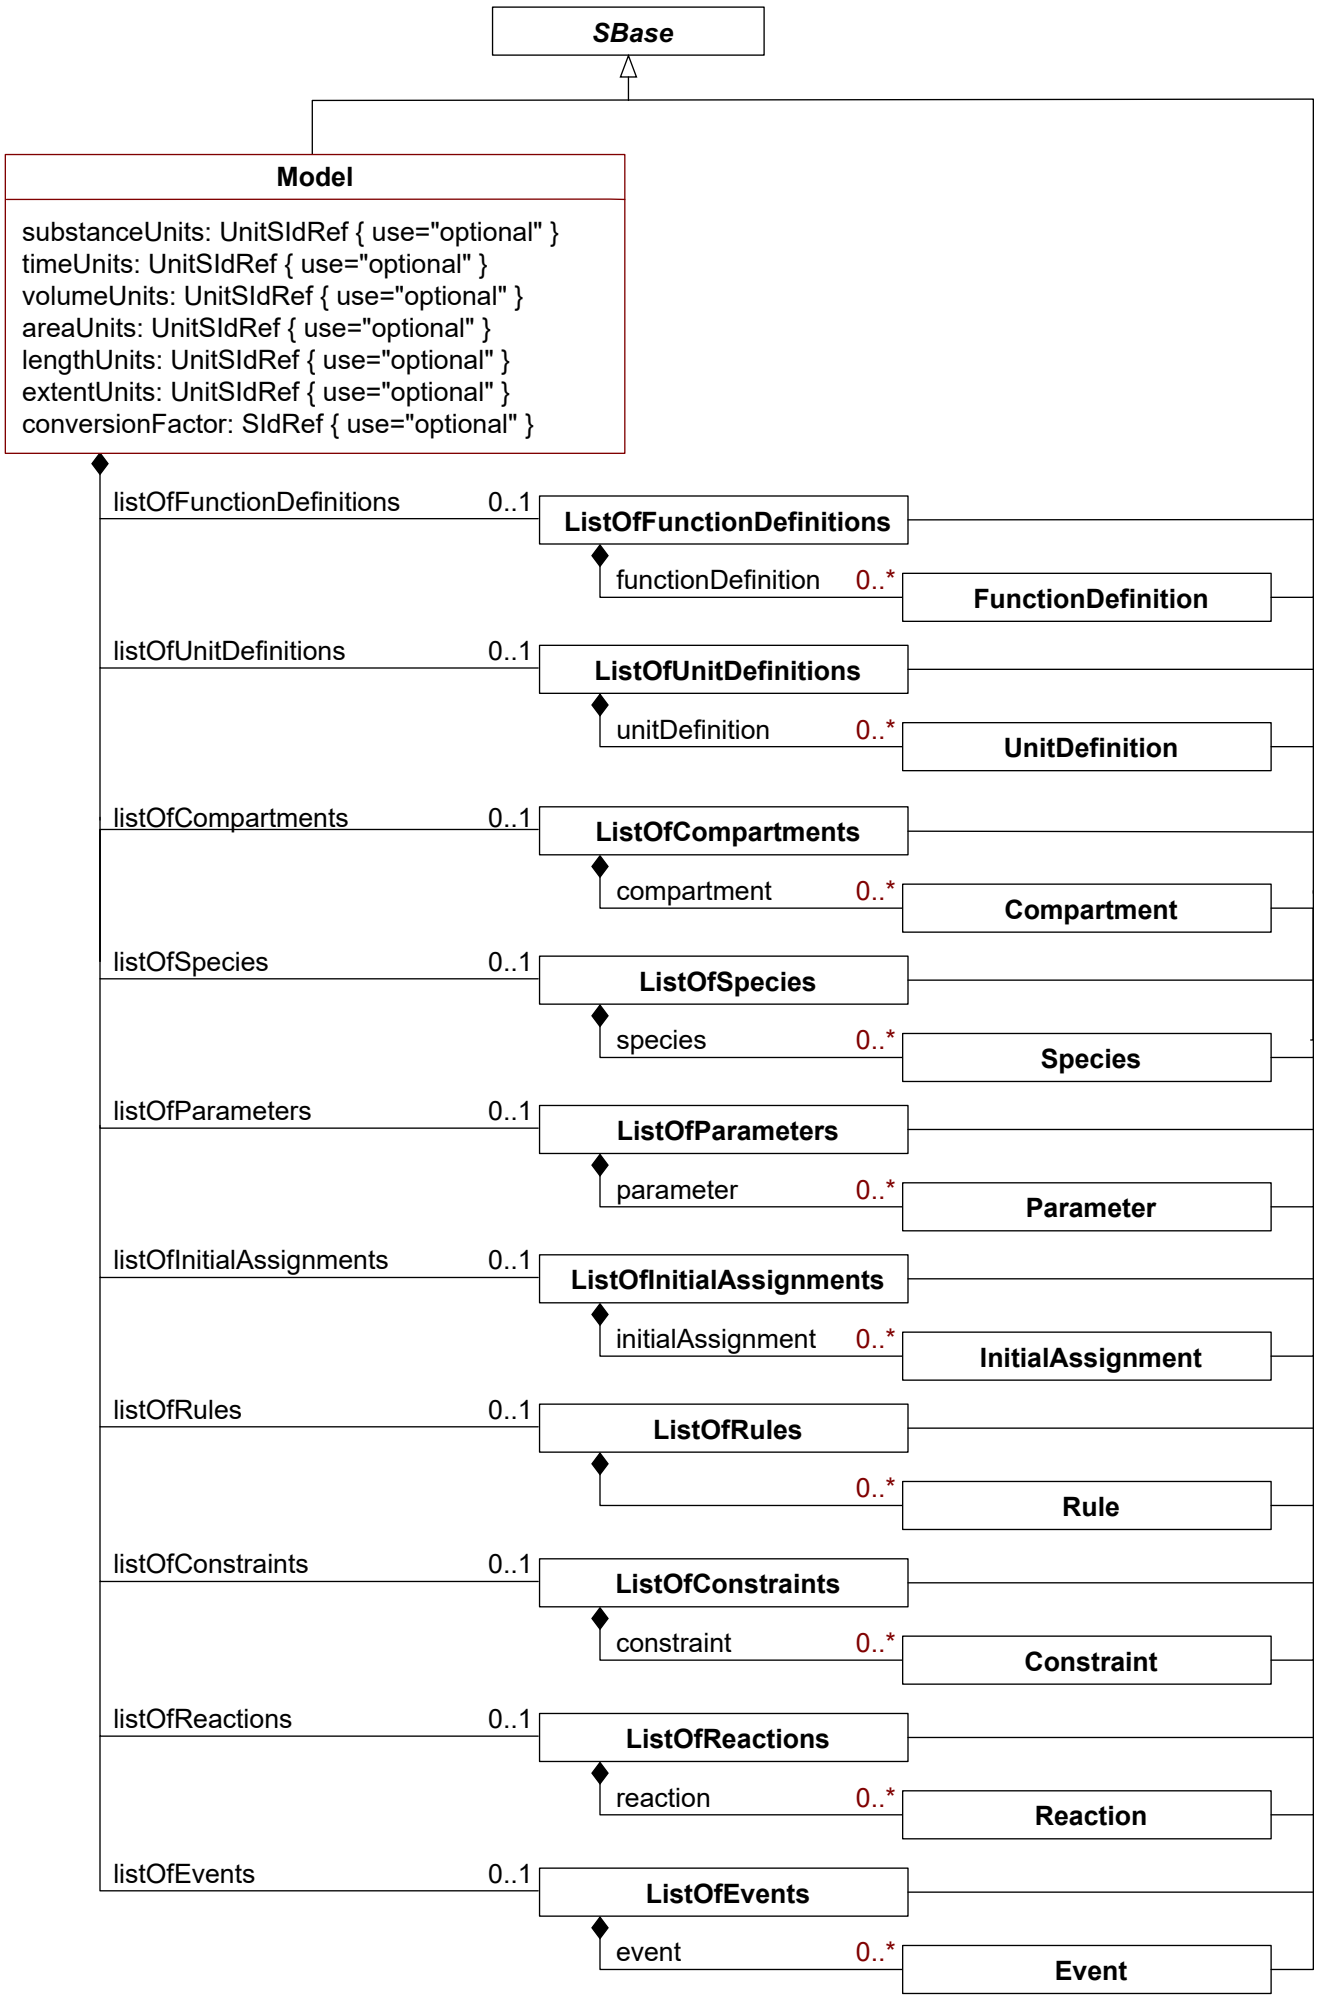 SBase
Model
substanceUnits: UnitSIdRef { use="optional" }
timeUnits: UnitSIdRef { use="optional" }
volumeUnits: UnitSIdRef { use="optional" }
areaUnits: UnitSIdRef { use="optional" }
lengthUnits: UnitSIdRef { use="optional" }
extentUnits: UnitSIdRef { use="optional" }
conversionFactor: SIdRef { use="optional" }
listOfFunctionDefinitions 0..1 ListOfFunctionDefinitions
functionDefinition 0..* FunctionDefinition
listOfUnitDefinitions 0..1 ListOfUnitDefinitions
unitDefinition 0..* UnitDefinition
listOfCompartments 0..1 ListOfCompartments
compartment 0..* Compartment
listOfSpecies 0..1 ListOfSpecies
species 0..* Species
listOfParameters 0..1 ListOfParameters
parameter 0..* Parameter
listOfInitialAssignments 0..1 ListOfInitialAssignments
initialAssignment 0..* InitialAssignment
listOfRules 0..1 ListOfRules
0..* Rule
listOfConstraints 0..1 ListOfConstraints
constraint 0..* Constraint
listOfReactions 0..1 ListOfReactions
reaction 0..* Reaction
listOfEvents 0..1 ListOfEvents
event 0..* Event